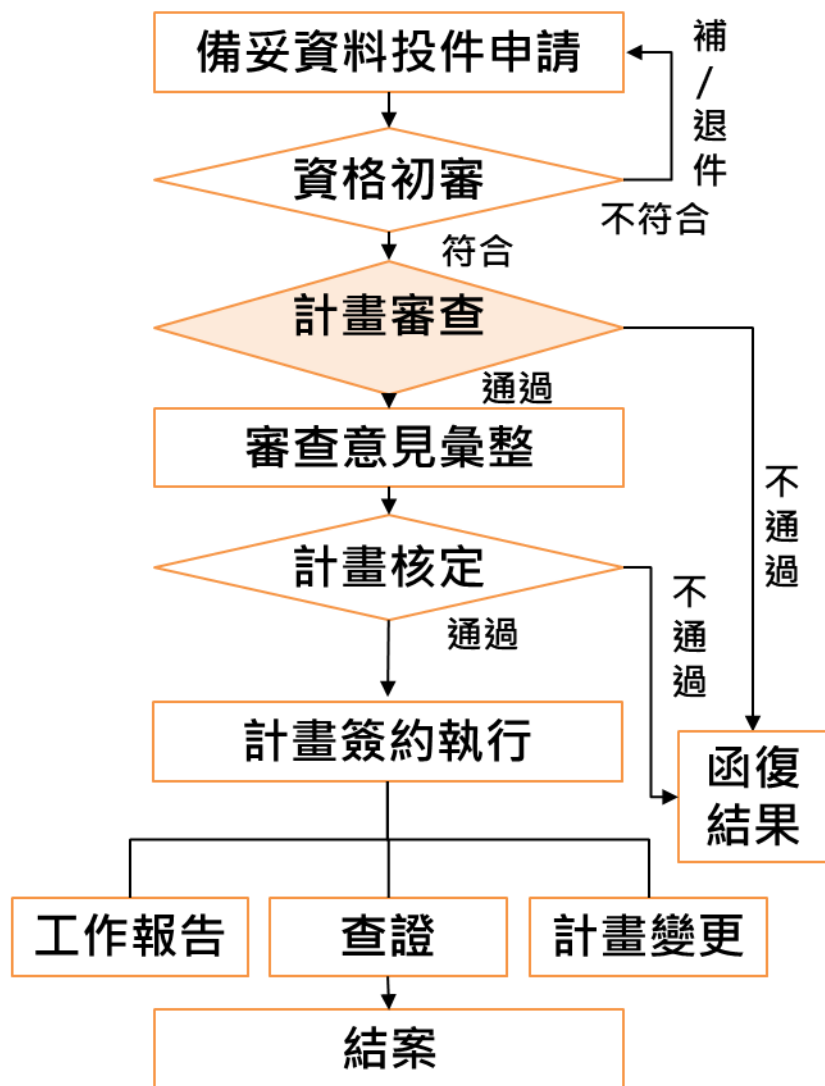 備妥資料投件申請
補/退件
資格初審
不符合
符合
計畫審查
通過
審查意見彙整
不通過
計畫核定
不通過
通過
計畫簽約執行
函復
結果
工作報告
查證
計畫變更
結案